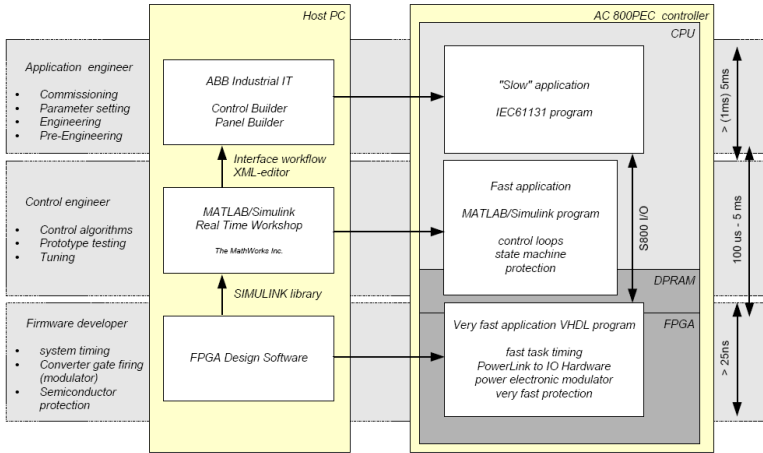 Host PC
AC 800PEC controller
CPU
Application engineer
• Commissioning
• Parameter setting
• Engineering
• Pre-Engineering
ABB Industrial IT
Control Builder
Panel Builder
"Slow" application
IEC61131 program
> (1ms) 5ms
Interface workflow
XML-editor
Control engineer
• Control algorithms
• Prototype testing
• Tuning
MATLAB/Simulink
Real Time Workshop
The MathWorks Inc.
Fast application
MATLAB/Simulink program
control loops
state machine
protection
S800 I/O
100 us - 5 ms
DPRAM
SIMULINK library
Firmware developer
• system timing
• Converter gate firing
(modulator)
• Semiconductor
protection
FPGA Design Software
FPGA
Very fast application VHDL program
fast task timing
PowerLink to IO Hardware
power electronic modulator
very fast protection
> 25ns